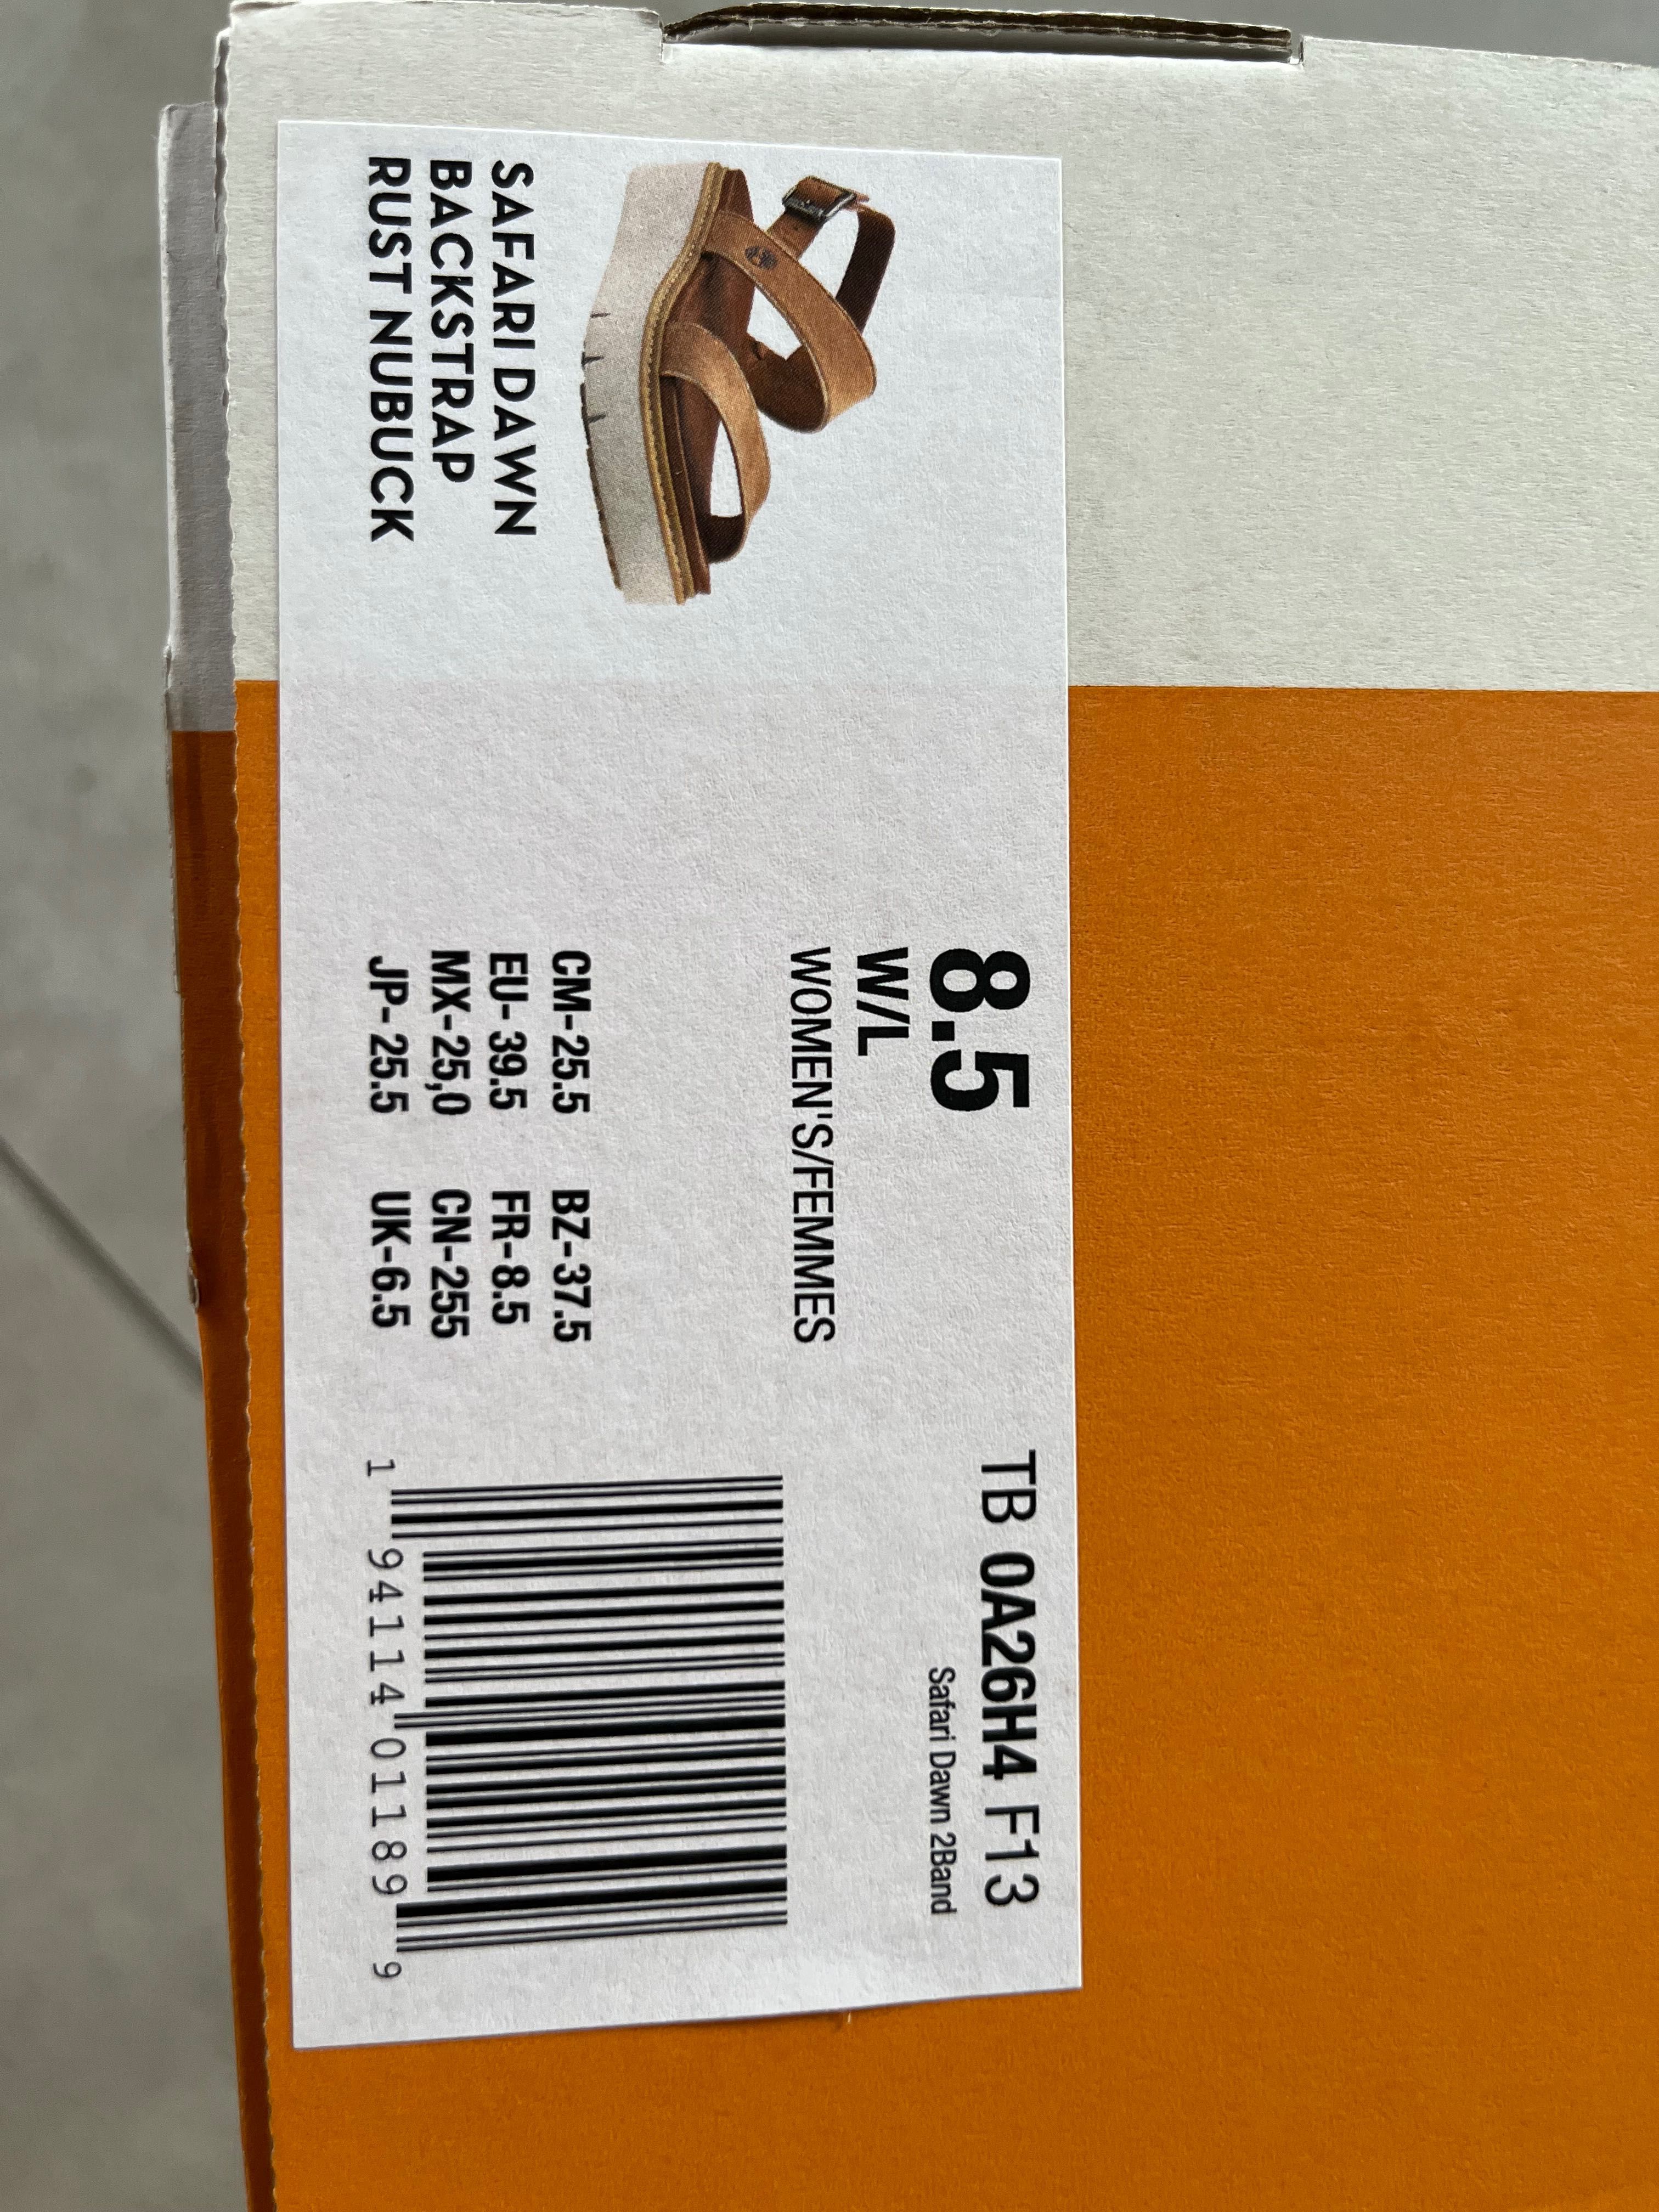 SAFARI DAWN
BACKSTRAP
RUST NUBUCK
8.5
W/L
WOMEN'S/FEMMES
CM-25.5 BZ-37.5
EU-39.5 FR-8.5
MX-25,0 CN-255
JP-25.5 UK-6.5
TB 0A26H4 F13
Safari Dawn 2Band
1 94114 01189 9